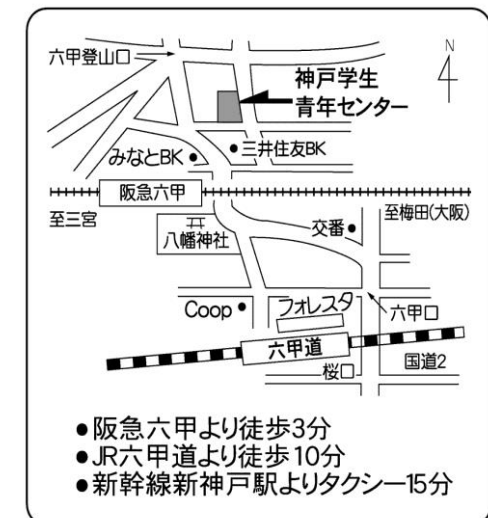 N
六甲登山口
神戸学生
青年センター
みなとBK
三井住友BK
阪急六甲
至三宮
至梅田(大阪)
八幡神社
交番
Coop
フォレスタ
六甲口
六甲道
桜口
国道2
●阪急六甲より徒歩3分
●JR六甲道より徒歩10分
●新幹線新神戸駅よりタクシー15分